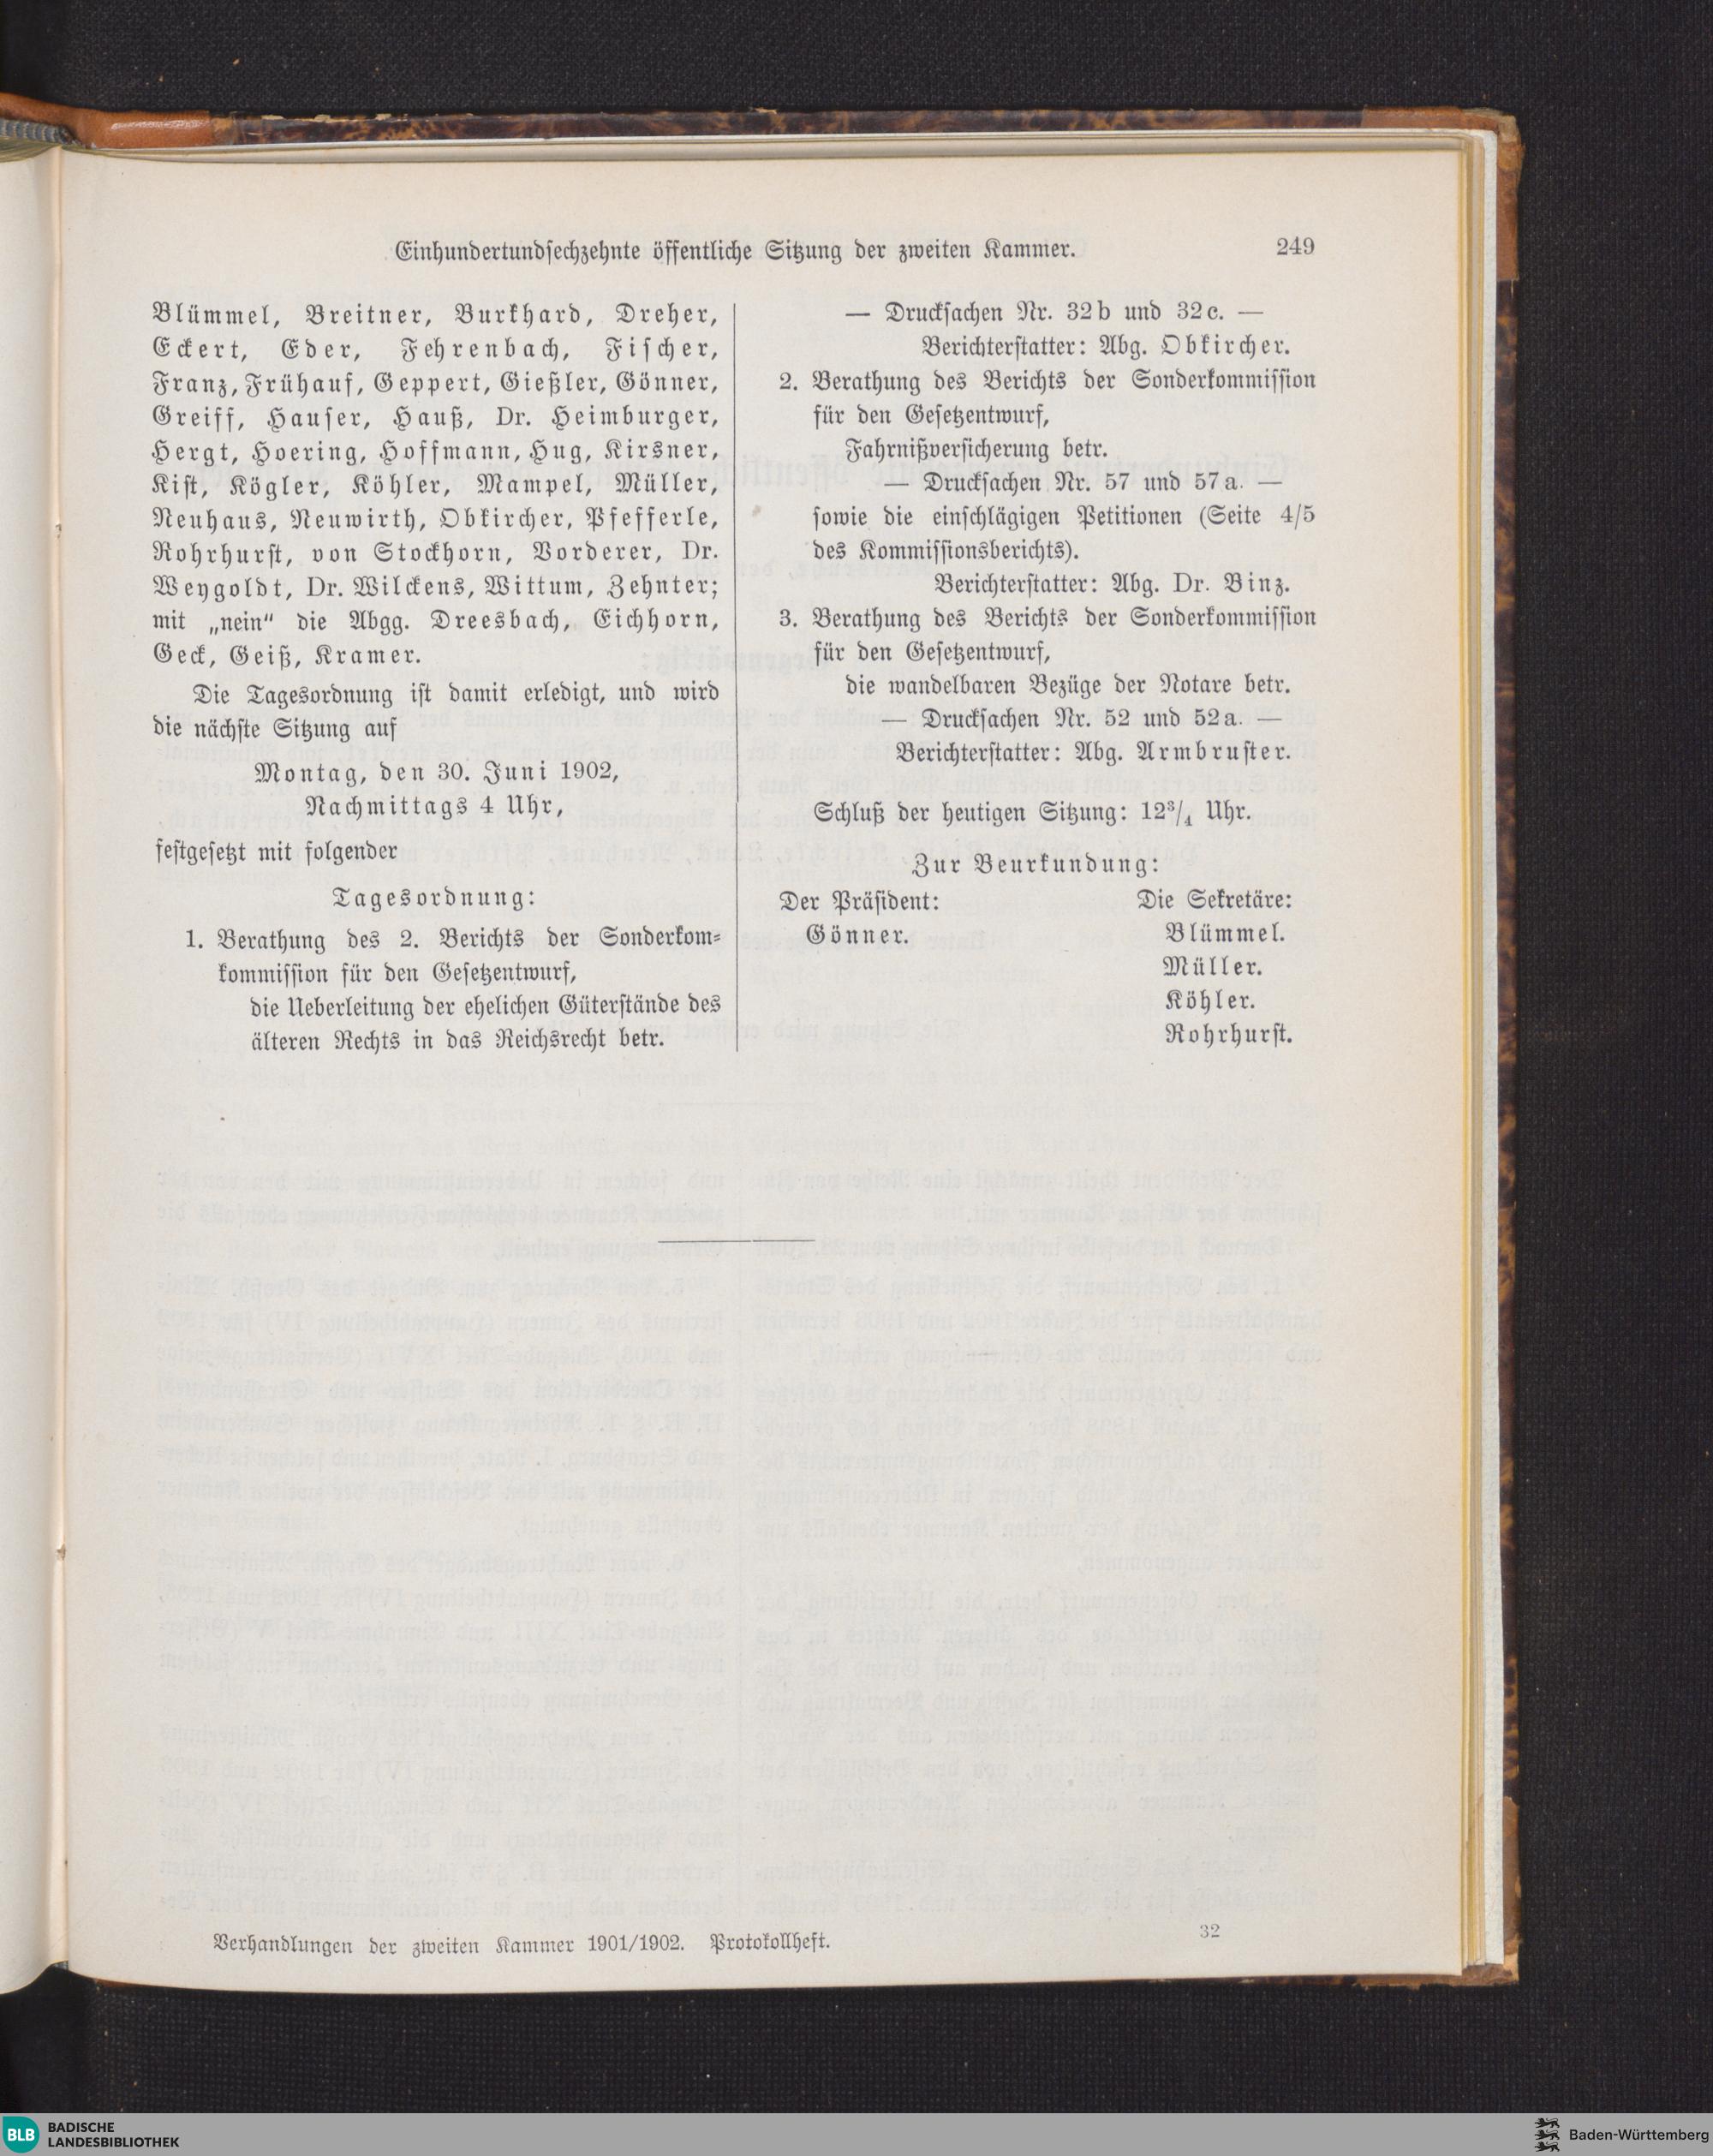 Einhundertundsechzehnte öffentliche Sitzung der zweiten Kammer. 249
Blümmel, Breitner, Burkhard, Dreher,
Eckert, Eder, Fehrenbach, Fischer,
Franz, Frühauf, Geppert, Gießler, Gönner,
Greiff, Hauser, Hauß, Dr. Heimburger,
Hergt, Hoering, Hoffmann, Hug, Kirsner,
Kist, Kögler, Köhler, Mampel, Müller,
Neuhaus, Neuwirth, Obkircher, Pfefferle,
Rohrhurst, von Stockhorn, Vorderer, Dr.
Weygoldt, Dr. Wilckens, Wittum, Zehnter;
mit „nein“ die Abgg. Dreesbach, Eichhorn,
Geck, Geiß, Kramer.
Die Tagesordnung ist damit erledigt, und wird
die nächste Sitzung auf
Montag, den 30. Juni 1902,
Nachmittags 4 Uhr,
festgesetzt mit folgender
Tagesordnung:
1. Berathung des 2. Berichts der Sonderkom-
kommission für den Gesetzentwurf,
die Ueberleitung der ehelichen Güterstände des
älteren Rechts in das Reichsrecht betr.
— Drucksachen Nr. 32b und 32c. —
Berichterstatter: Abg. Obkircher.
2. Berathung des Berichts der Sonderkommission
für den Gesetzentwurf,
Fahrnißversicherung betr.
— Drucksachen Nr. 57 und 57a. —
sowie die einschlägigen Petitionen (Seite 4/5
des Kommissionsberichts).
Berichterstatter: Abg. Dr. Binz.
3. Berathung des Berichts der Sonderkommission
für den Gesetzentwurf,
die wandelbaren Bezüge der Notare betr.
— Drucksachen Nr. 52 und 52a. —
Berichterstatter: Abg. Armbruster.
Schluß der heutigen Sitzung: 12³/₄ Uhr.
Zur Beurkundung:
Der Präsident: Die Sekretäre:
Gönner. Blümmel.
Müller.
Köhler.
Rohrhurst.
Verhandlungen der zweiten Kammer 1901/1902. Protokollheft. 32
BLB BADISCHE
LANDESBIBLIOTHEK
Baden-Württemberg